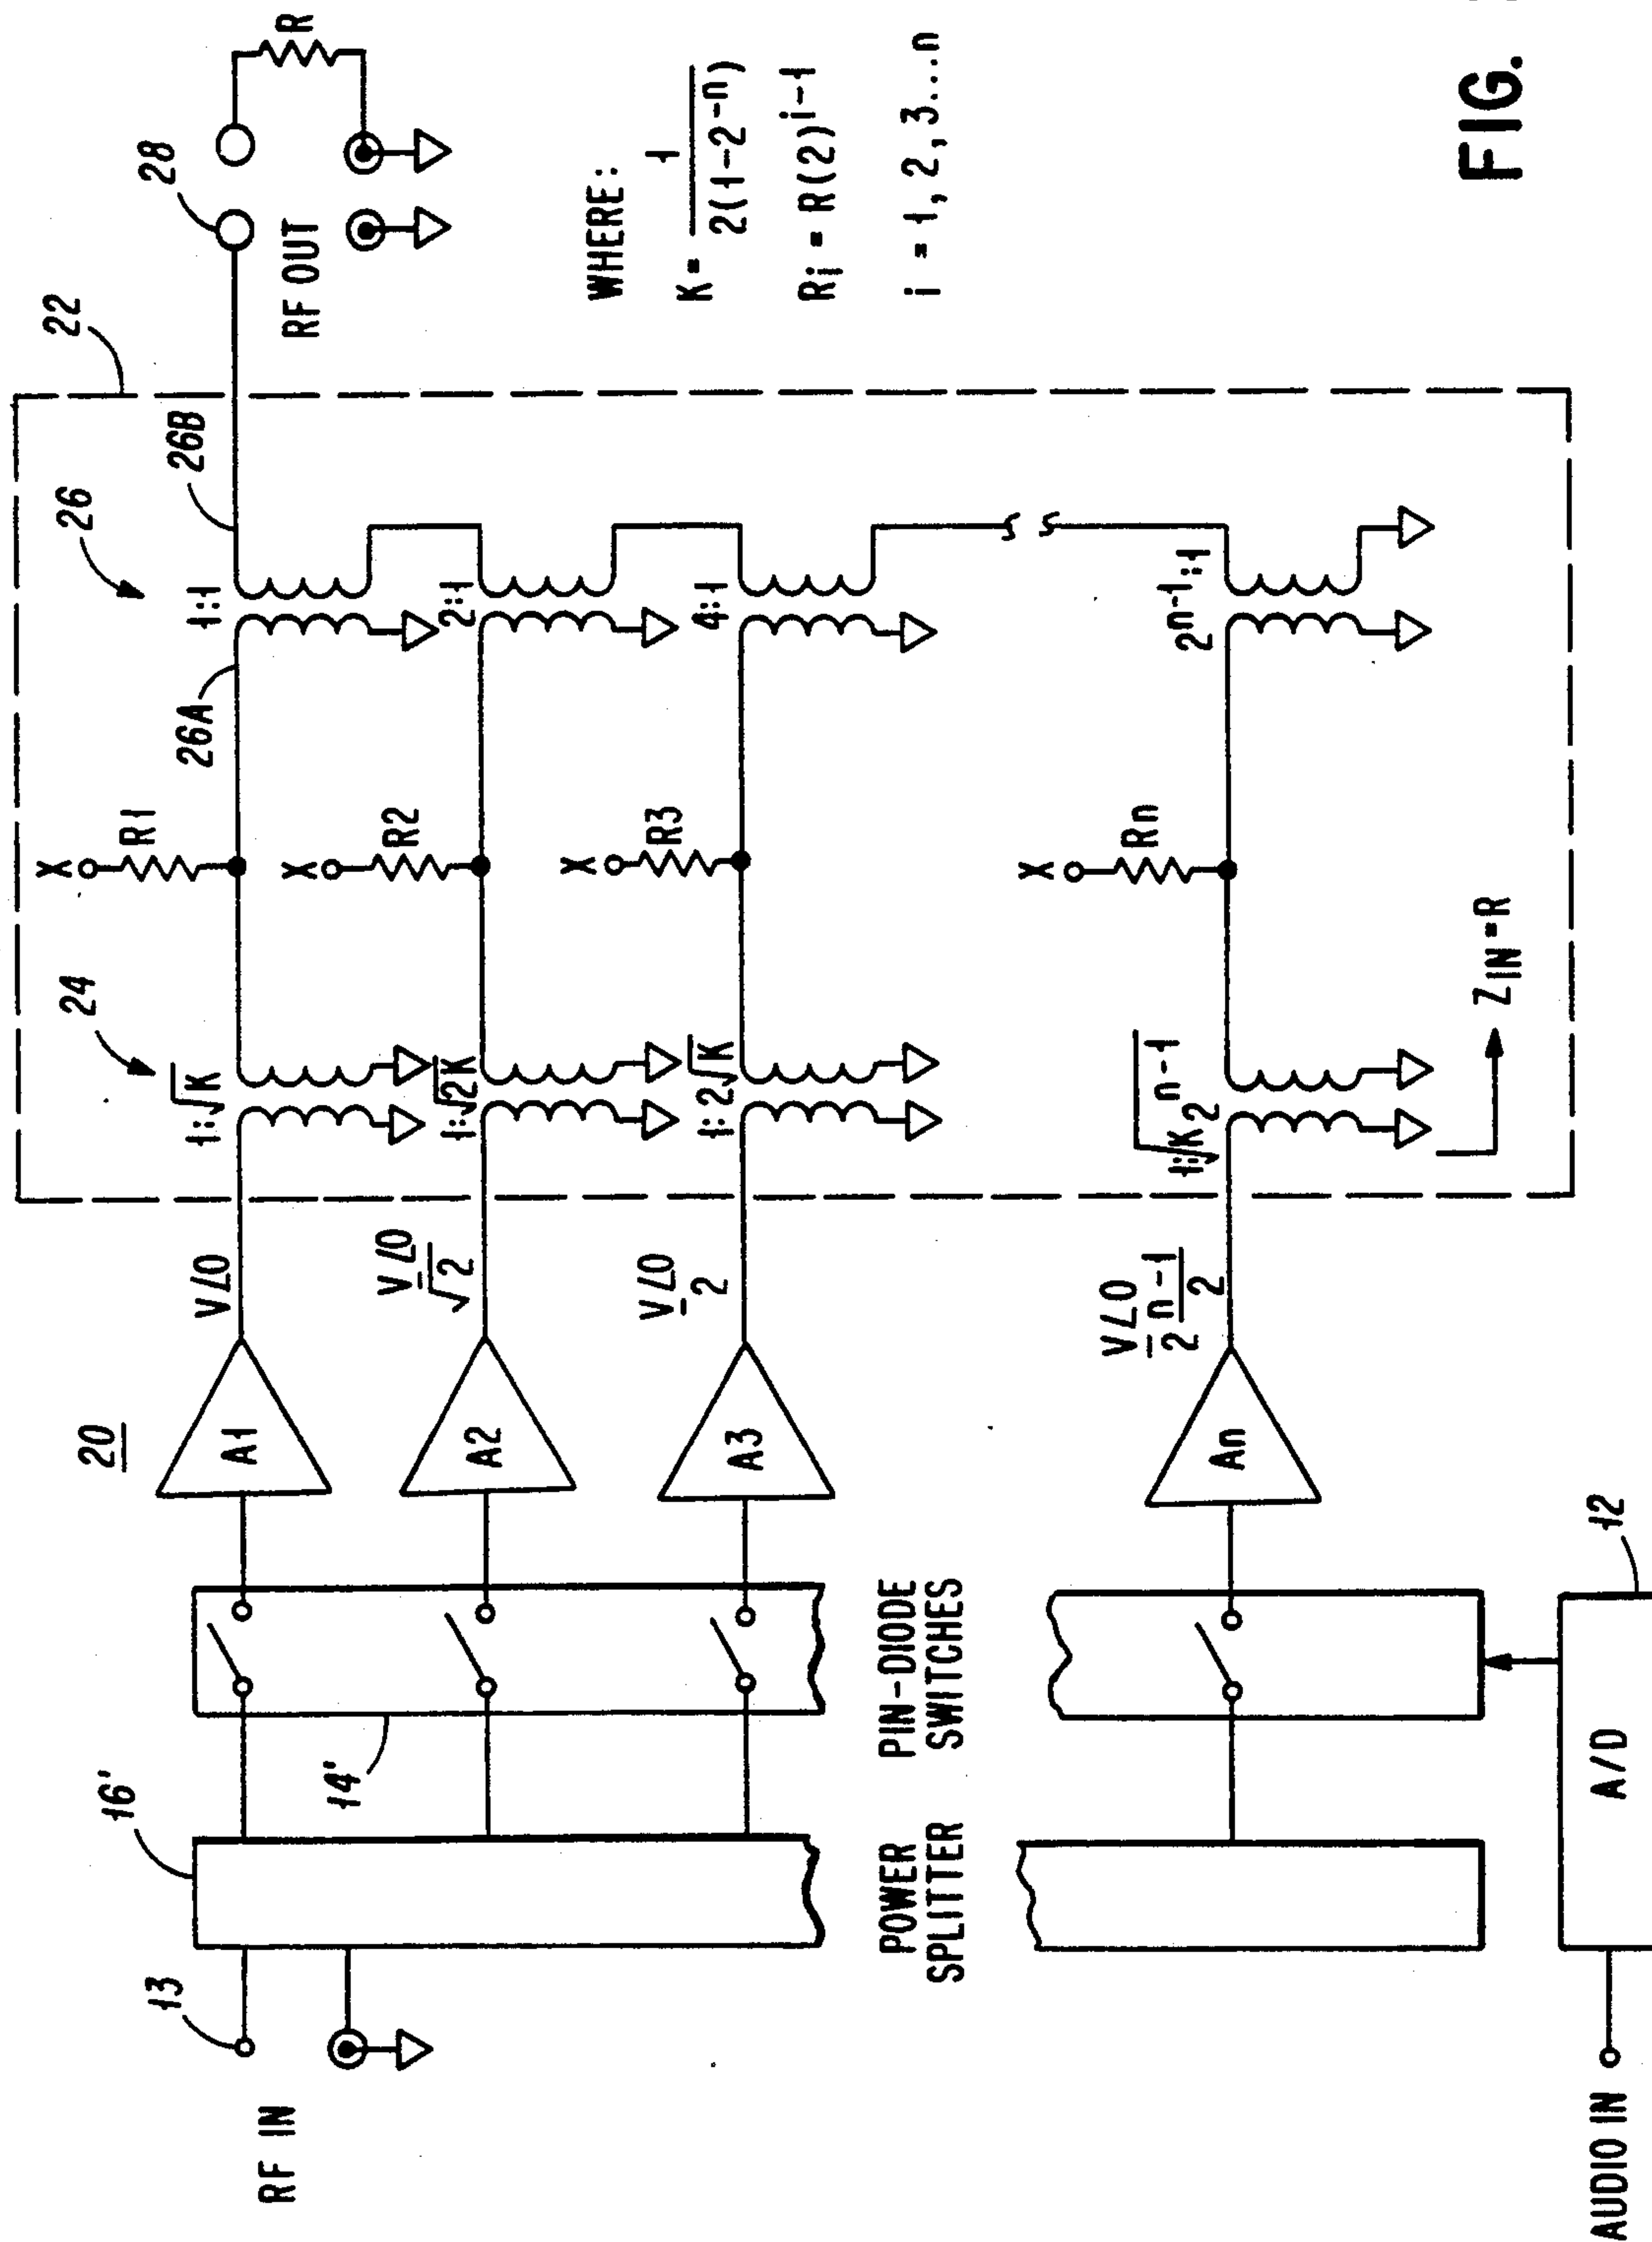 20
22
24
26
26A
26B
28
RF OUT
R
16'
14'
13
RF IN
A1
A2
A3
An
V∠0
V∠0
√2
V∠0
2
V∠0
2 n-1
2
1:√K
1:√2K
1:2√K
1:√K2 n-1
X
R1
X
R2
X
R3
X
Rn
1:1
2:1
4:1
2n-1:1
ZIN=R
WHERE:
K = 1
2(1-2-n)
Ri = R(2)i-1
i = 1, 2, 3...n
POWER
SPLITTER
PIN-DIODE
SWITCHES
AUDIO IN
A/D
12
FIG.